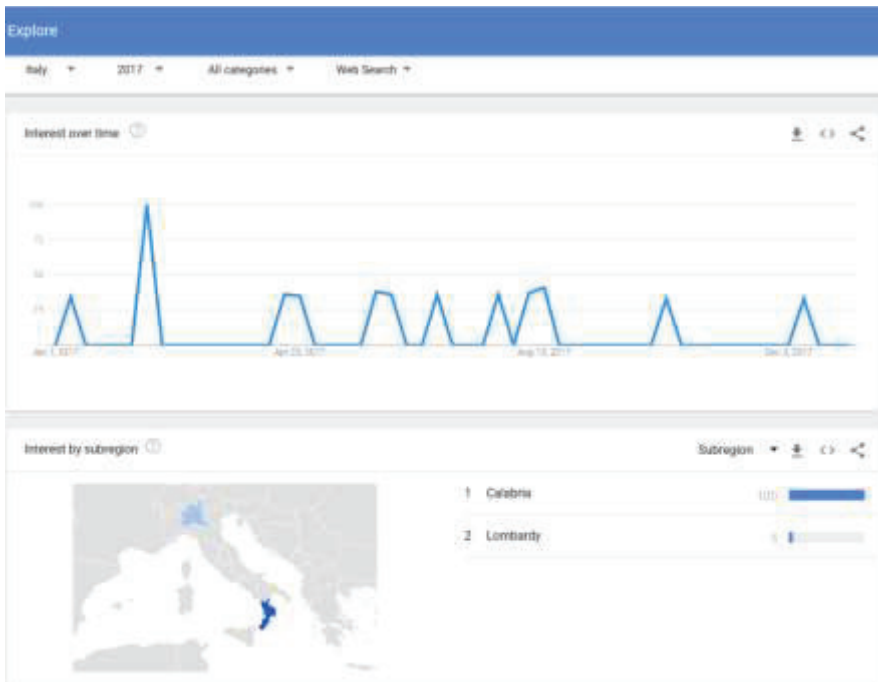 Explore
Italy 2017 All categories Web Search
Interest over time
100
75
50
25
Jan 1, 2017 Apr 23, 2017 Aug 13, 2017 Dec 3, 2017
Interest by subregion Subregion
1 Calabria 100
2 Lombardy